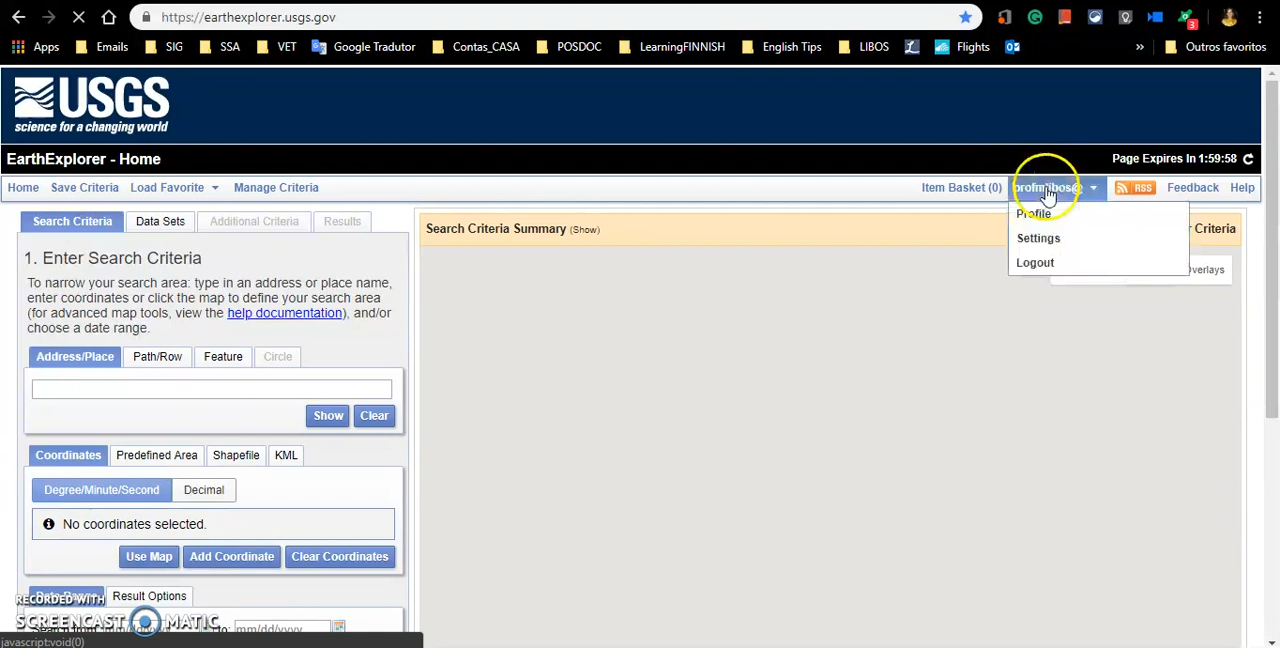 https://earthexplorer.usgs.gov
3
Apps Emails SIG SSA VET Google Tradutor Contas_CASA POSDOC LearningFINNISH English Tips LIBOS Flights » Outros favoritos
USGS
science for a changing world
EarthExplorer - Home Page Expires In 1:59:58
Home Save Criteria Load Favorite Manage Criteria Item Basket (0) RSS Feedback Help
Profile
Settings
Logout
Search Criteria Data Sets Additional Criteria Results
Search Criteria Summary (Show) Criteria
Overlays
1. Enter Search Criteria
To narrow your search area: type in an address or place name,
enter coordinates or click the map to define your search area
(for advanced map tools, view the help documentation), and/or
choose a date range.
Address/Place Path/Row Feature Circle
Show Clear
Coordinates Predefined Area Shapefile KML
Degree/Minute/Second Decimal
No coordinates selected.
Use Map Add Coordinate Clear Coordinates
Result Options
RECORDED WITH
SCREENCAST MATIC
to: mm/dd/yyyy
javascript:void(0)